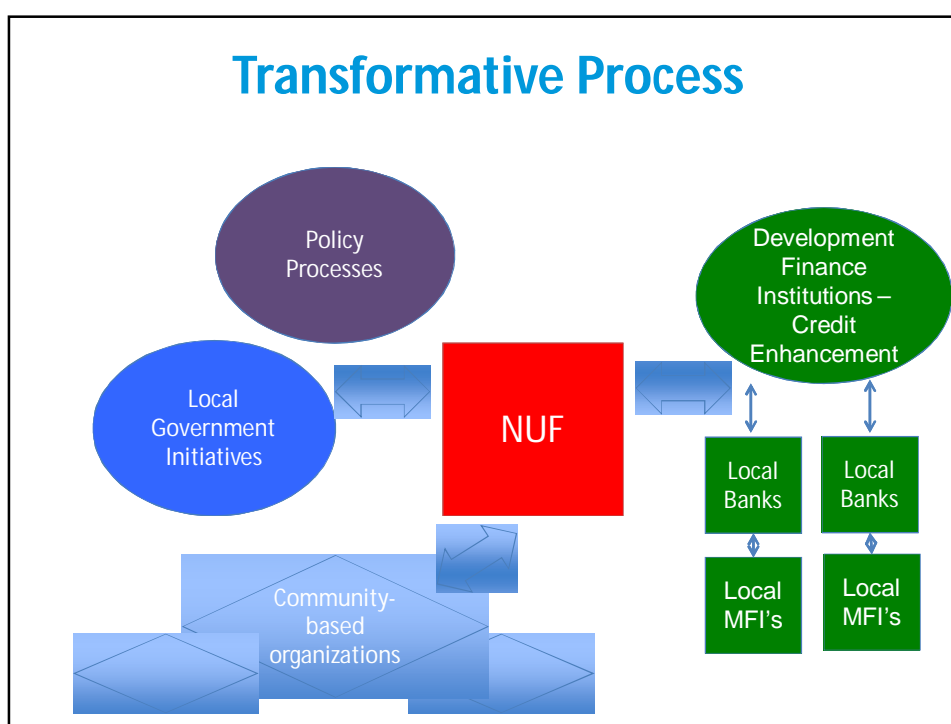 Transformative Process
Policy
Processes
Development
Finance
Institutions –
Credit
Enhancement
Local
Government
Initiatives
NUF
Local
Banks
Local
Banks
Community-
based
organizations
Local
MFI's
Local
MFI's